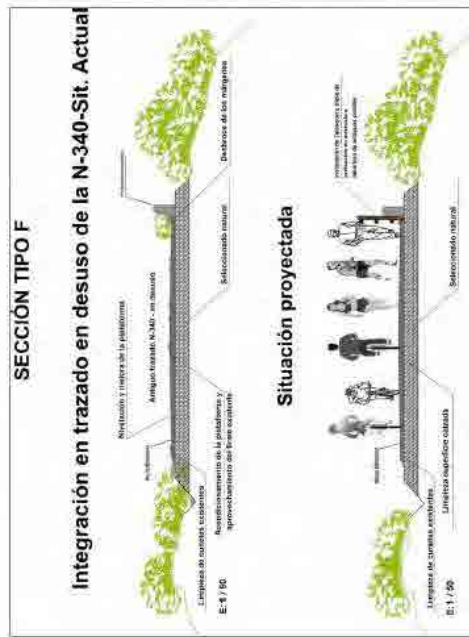 SECCIÓN TIPO F
Integración en trazado en desuso de la N-340-Sit. Actual
Nivelación y mejora de la plataforma
Antiguo trazado N-340 - en desuso
Desbroce de los márgenes
Seleccionado natural
Acondicionamiento de la plataforma y
aprovechamiento del firme existente
Limpieza de cunetas existentes
E: 1 / 50
Situación proyectada
Seleccionado natural
Limpieza superficie calzada
Limpieza de cunetas existentes
E: 1 / 50